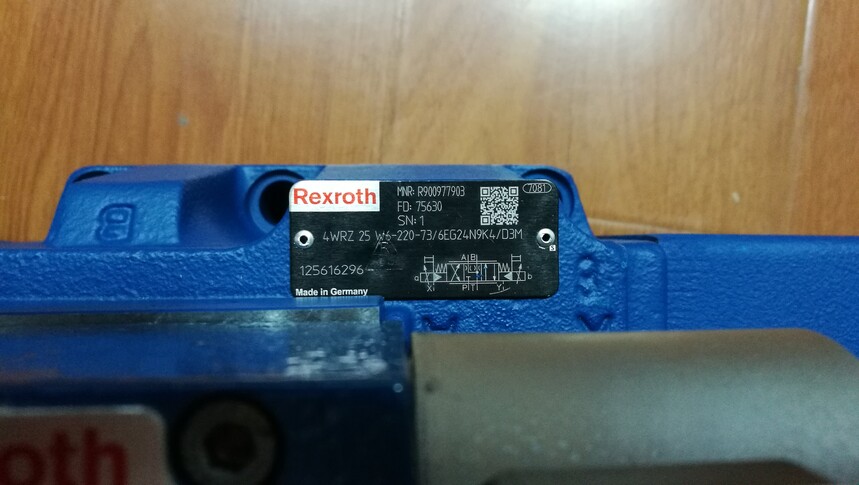 Rexroth
MNR: R900977903
FD: 75630
SN: 1
7081
4WRZ 25 W6-220-73/6EG24N9K4/D3M
125616296
Made in Germany
A B
a b
X P T Y
roth